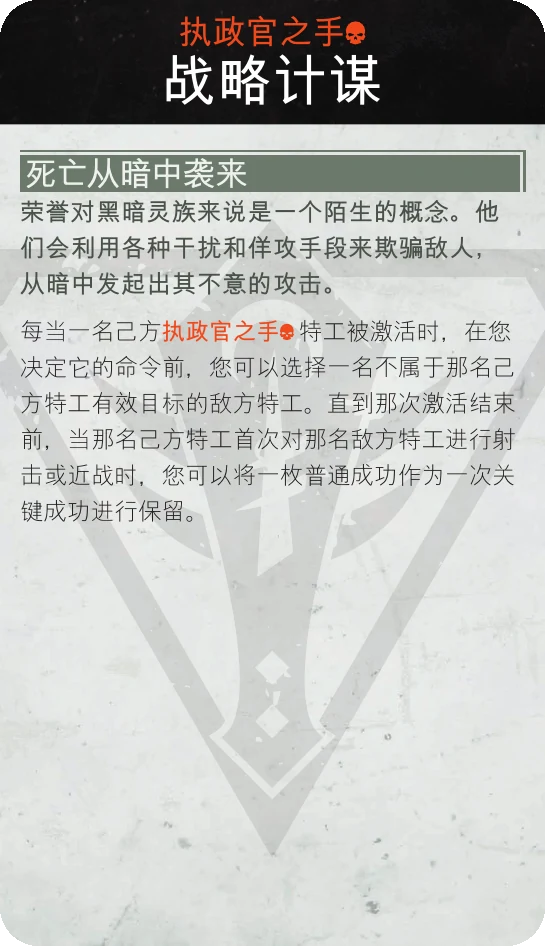 执政官之手
战略计谋
死亡从暗中袭来
荣誉对黑暗灵族来说是一个陌生的概念。他
们会利用各种干扰和佯攻手段来欺骗敌人，
从暗中发起出其不意的攻击。
每当一名己方执政官之手特工被激活时，在您
决定它的命令前，您可以选择一名不属于那名己
方特工有效目标的敌方特工。直到那次激活结束
前，当那名己方特工首次对那名敌方特工进行射
击或近战时，您可以将一枚普通成功作为一次关
键成功进行保留。